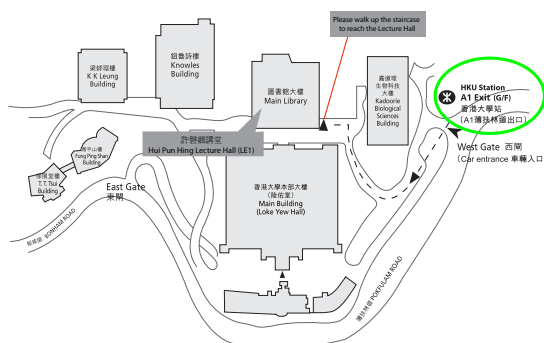 Please walk up the staircase
to reach the Lecture Hall
鈕魯詩樓
Knowles
Building
梁銶琚樓
K K Leung
Building
圖書館大樓
Main Library
嘉道理
生物科技
大樓
Kadoorie
Biological
Sciences
Building
HKU Station
A1 Exit (G/F)
香港大學站
(A1薄扶林道出口)
許磐卿講堂
Hui Pun Hing Lecture Hall (LE1)
West Gate 西閘
(Car entrance 車輛入口
馮平山樓
Fung Ping Shan
Building
徐展堂樓
T. T. Tsui
Building
East Gate
東閘
香港大學本部大樓
(陸佑堂)
Main Building
(Loke Yew Hall)
般咸道 BONHAM ROAD
薄扶林道 POKFULAM ROAD